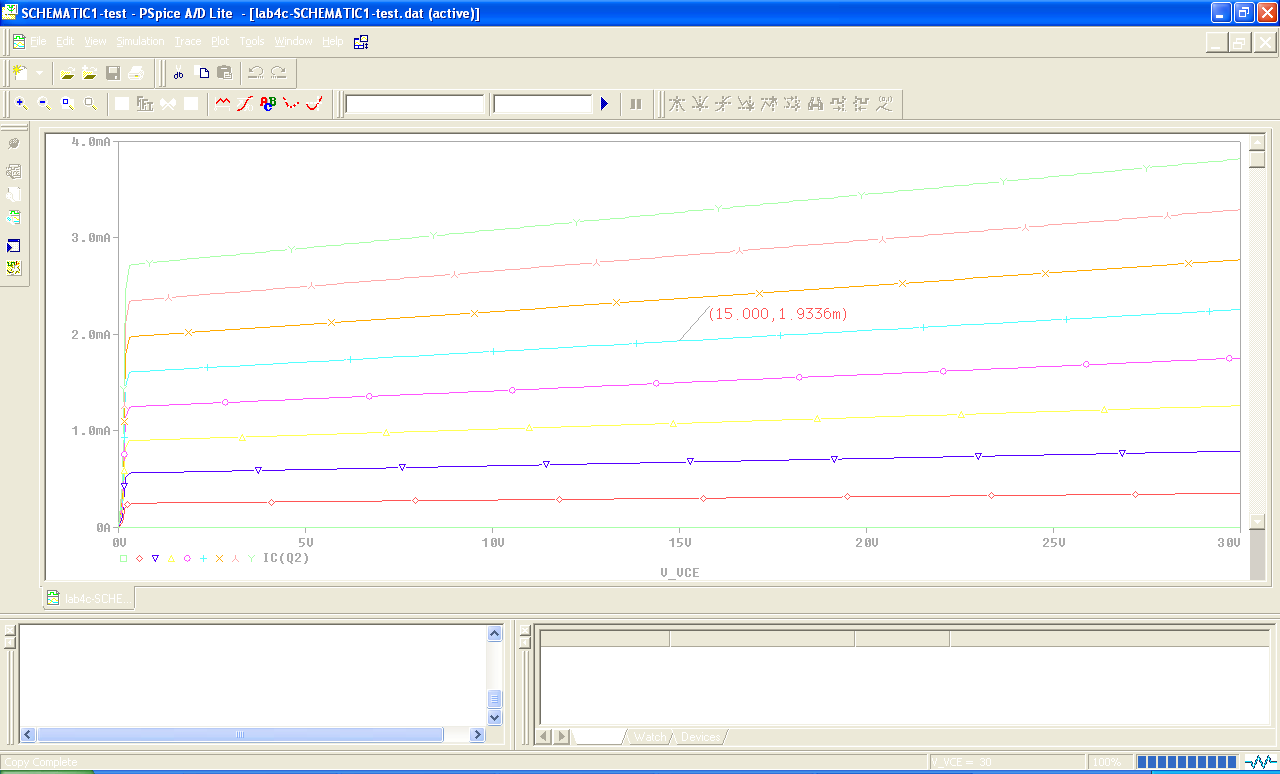 SCHEMATIC1-test - PSpice A/D Lite - [lab4c-SCHEMATIC1-test.dat (active)]
File Edit View Simulation Trace Plot Tools Window Help
FFT
ABC
4.0mA
3.0mA
(15.000,1.9336m)
2.0mA
1.0mA
0A
0V 5V 10V 15V 20V 25V 30V
IC(Q2)
V_VCE
lab4c-SCHE...
Watch Devices
Copy Complete V_VCE = 30 100%